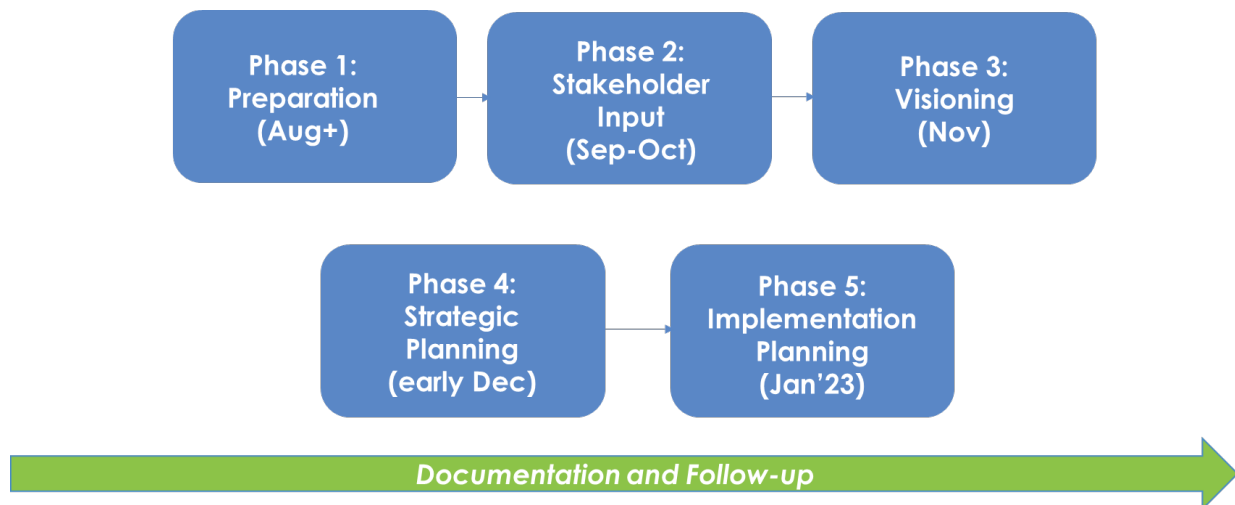 Phase 1:
Preparation
(Aug+)
Phase 2:
Stakeholder
Input
(Sep-Oct)
Phase 3:
Visioning
(Nov)
Phase 4:
Strategic
Planning
(early Dec)
Phase 5:
Implementation
Planning
(Jan’23)
Documentation and Follow-up